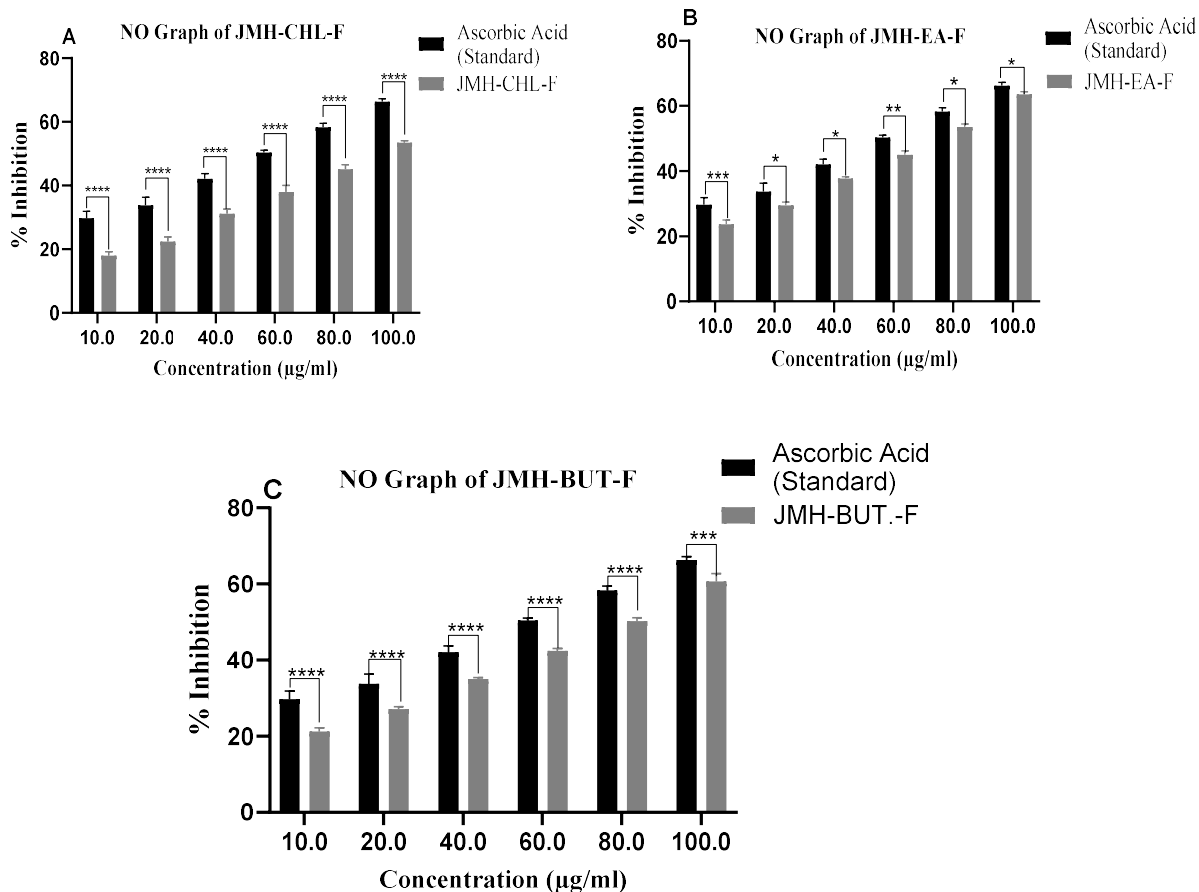 A
NO Graph of JMH-CHL-F
Ascorbic Acid
(Standard)
JMH-CHL-F
80
60
40
20
0
% Inhibition
****
****
****
****
****
****
10.0 20.0 40.0 60.0 80.0 100.0
Concentration (µg/ml)
B
NO Graph of JMH-EA-F
Ascorbic Acid
(Standard)
JMH-EA-F
80
60
40
20
0
% Inhibition
***
*
*
**
*
*
10.0 20.0 40.0 60.0 80.0 100.0
Concentration (µg/ml)
C
NO Graph of JMH-BUT-F
Ascorbic Acid
(Standard)
JMH-BUT.-F
80
60
40
20
0
% Inhibition
****
****
****
****
****
***
10.0 20.0 40.0 60.0 80.0 100.0
Concentration (µg/ml)